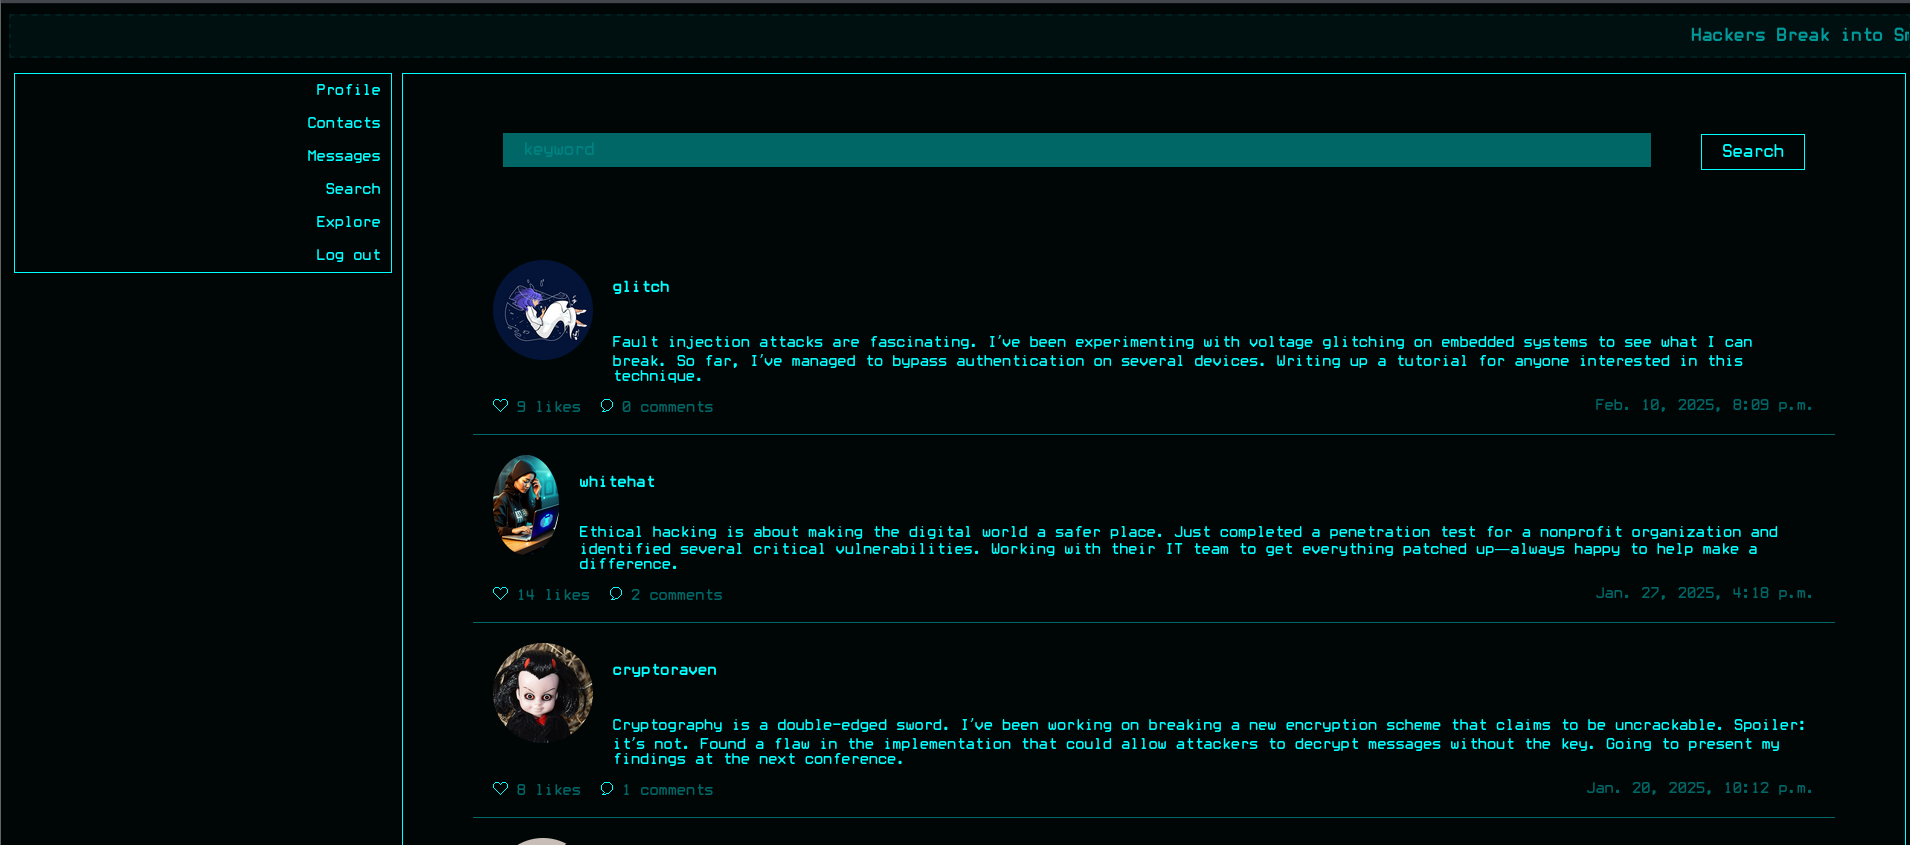 Hackers Break into
Profile
Contacts
Messages
Search
Explore
Log out
keyword
Search
glitch
Fault injection attacks are fascinating. I've been experimenting with voltage glitching on embedded systems to see what I can
break. So far, I've managed to bypass authentication on several devices. Writing up a tutorial for anyone interested in this
technique.
9 likes 0 comments Feb. 10, 2025, 8:09 p.m.
whitehat
Ethical hacking is about making the digital world a safer place. Just completed a penetration test for a nonprofit organization and
identified several critical vulnerabilities. Working with their IT team to get everything patched up—always happy to help make a
difference.
14 likes 2 comments Jan. 27, 2025, 4:18 p.m.
cryptoraven
Cryptography is a double-edged sword. I've been working on breaking a new encryption scheme that claims to be uncrackable. Spoiler:
it's not. Found a flaw in the implementation that could allow attackers to decrypt messages without the key. Going to present my
findings at the next conference.
8 likes 1 comments Jan. 20, 2025, 10:12 p.m.